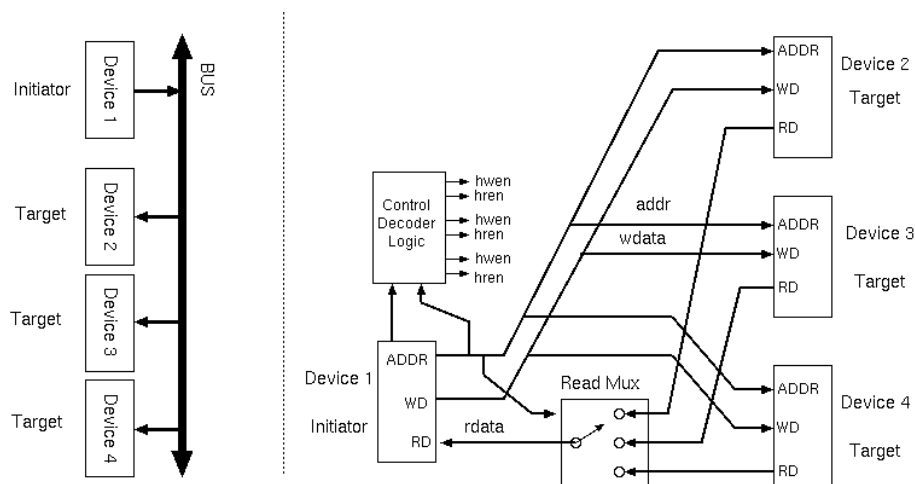 Initiator
Device 1
BUS
Target
Device 2
Target
Device 3
Target
Device 4
Control
Decoder
Logic
hwen
hren
hwen
hren
hwen
hren
addr
wdata
Device 1
Initiator
ADDR
WD
RD
rdata
Read Mux
ADDR
WD
RD
Device 2
Target
ADDR
WD
RD
Device 3
Target
ADDR
WD
RD
Device 4
Target